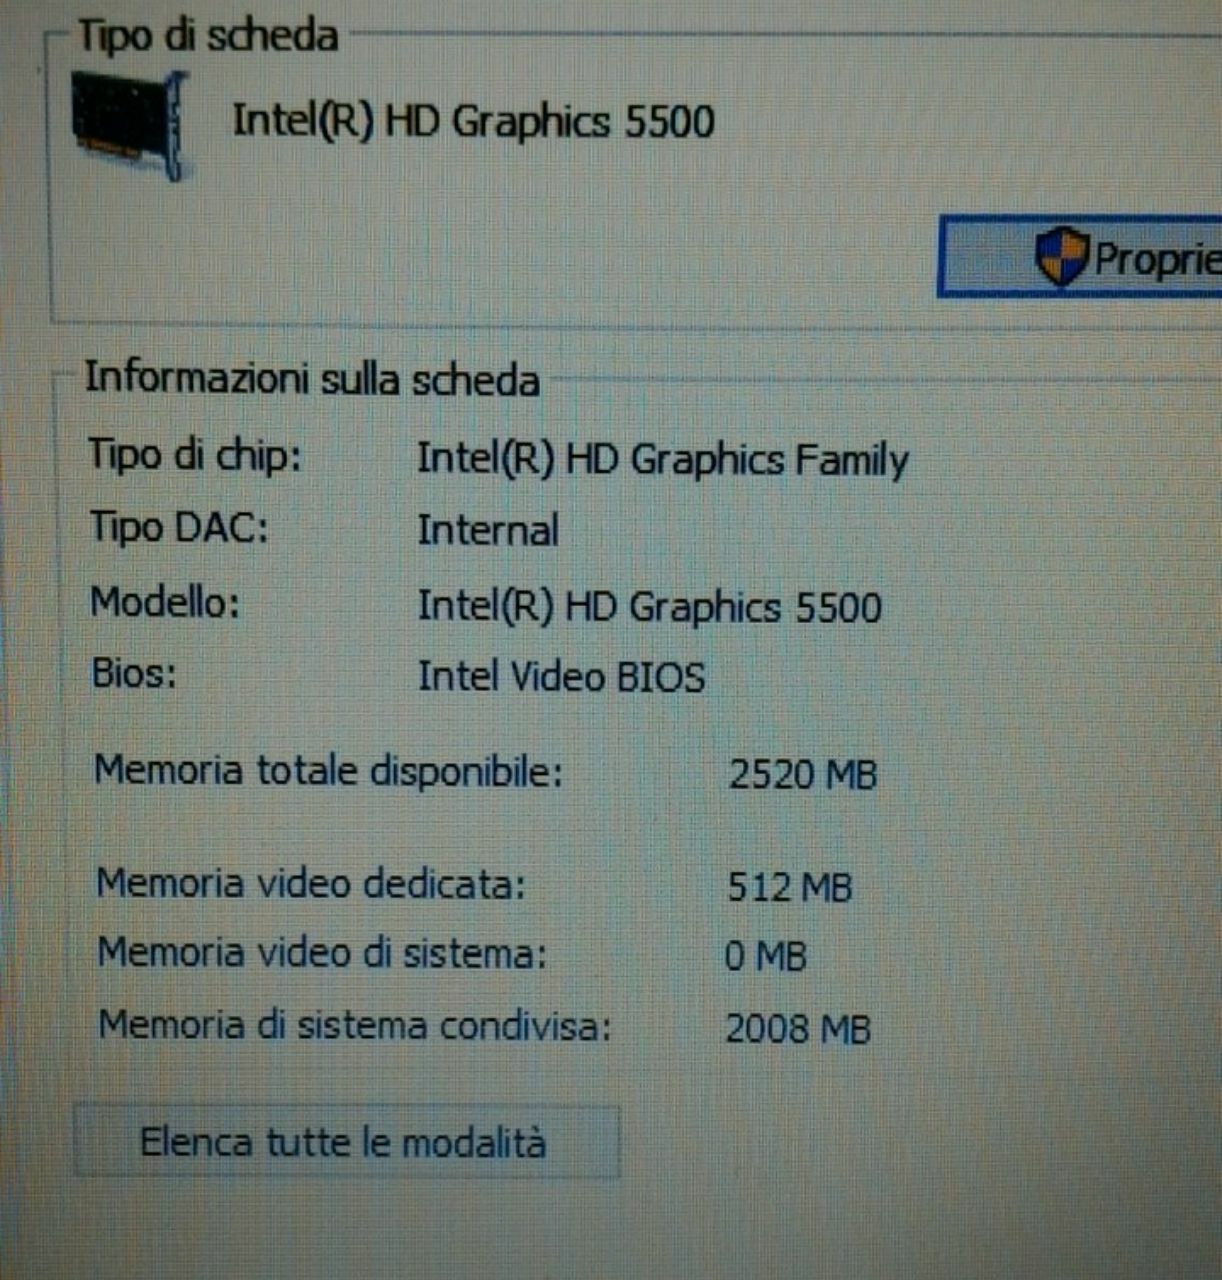 Tipo di scheda
Intel(R) HD Graphics 5500
Proprie
Informazioni sulla scheda
Tipo di chip: Intel(R) HD Graphics Family
Tipo DAC: Internal
Modello: Intel(R) HD Graphics 5500
Bios: Intel Video BIOS
Memoria totale disponibile: 2520 MB
Memoria video dedicata: 512 MB
Memoria video di sistema: 0 MB
Memoria di sistema condivisa: 2008 MB
Elenca tutte le modalità